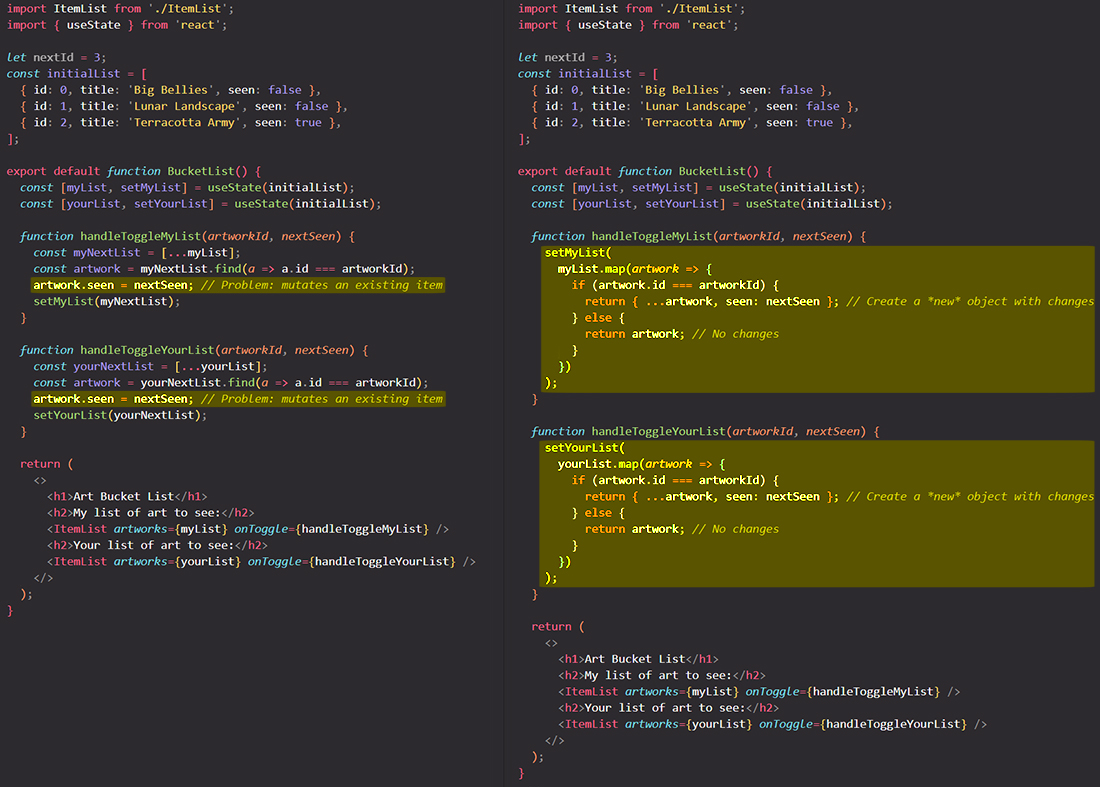 import ItemList from './ItemList';
import { useState } from 'react';
let nextId = 3;
const initialList = [
{ id: 0, title: 'Big Bellies', seen: false },
{ id: 1, title: 'Lunar Landscape', seen: false },
{ id: 2, title: 'Terracotta Army', seen: true },
];
export default function BucketList() {
const [myList, setMyList] = useState(initialList);
const [yourList, setYourList] = useState(initialList);
function handleToggleMyList(artworkId, nextSeen) {
const myNextList = [...myList];
const artwork = myNextList.find(a => a.id === artworkId);
artwork.seen = nextSeen; // Problem: mutates an existing item
setMyList(myNextList);
}
function handleToggleYourList(artworkId, nextSeen) {
const yourNextList = [...yourList];
const artwork = yourNextList.find(a => a.id === artworkId);
artwork.seen = nextSeen; // Problem: mutates an existing item
setYourList(yourNextList);
}
return (
<>
<h1>Art Bucket List</h1>
<h2>My list of art to see:</h2>
<ItemList artworks={myList} onToggle={handleToggleMyList} />
<h2>Your list of art to see:</h2>
<ItemList artworks={yourList} onToggle={handleToggleYourList} />
</>
);
}
import ItemList from './ItemList';
import { useState } from 'react';
let nextId = 3;
const initialList = [
{ id: 0, title: 'Big Bellies', seen: false },
{ id: 1, title: 'Lunar Landscape', seen: false },
{ id: 2, title: 'Terracotta Army', seen: true },
];
export default function BucketList() {
const [myList, setMyList] = useState(initialList);
const [yourList, setYourList] = useState(initialList);
function handleToggleMyList(artworkId, nextSeen) {
setMyList(
myList.map(artwork => {
if (artwork.id === artworkId) {
return { ...artwork, seen: nextSeen }; // Create a *new* object with changes
} else {
return artwork; // No changes
}
})
);
}
function handleToggleYourList(artworkId, nextSeen) {
setYourList(
yourList.map(artwork => {
if (artwork.id === artworkId) {
return { ...artwork, seen: nextSeen }; // Create a *new* object with changes
} else {
return artwork; // No changes
}
})
);
}
return (
<>
<h1>Art Bucket List</h1>
<h2>My list of art to see:</h2>
<ItemList artworks={myList} onToggle={handleToggleMyList} />
<h2>Your list of art to see:</h2>
<ItemList artworks={yourList} onToggle={handleToggleYourList} />
</>
);
}